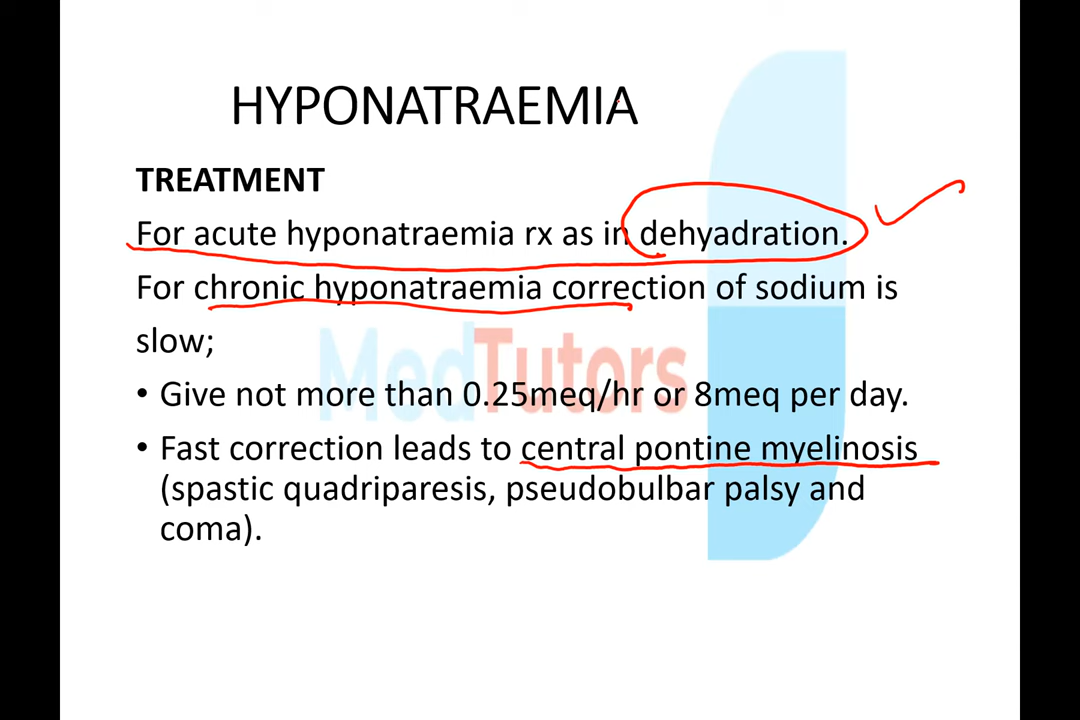 HYPONATRAEMIA
TREATMENT
For acute hyponatraemia rx as in dehyadration.
For chronic hyponatraemia correction of sodium is
slow;
• Give not more than 0.25meq/hr or 8meq per day.
• Fast correction leads to central pontine myelinosis
(spastic quadriparesis, pseudobulbar palsy and
coma).
MedTutors